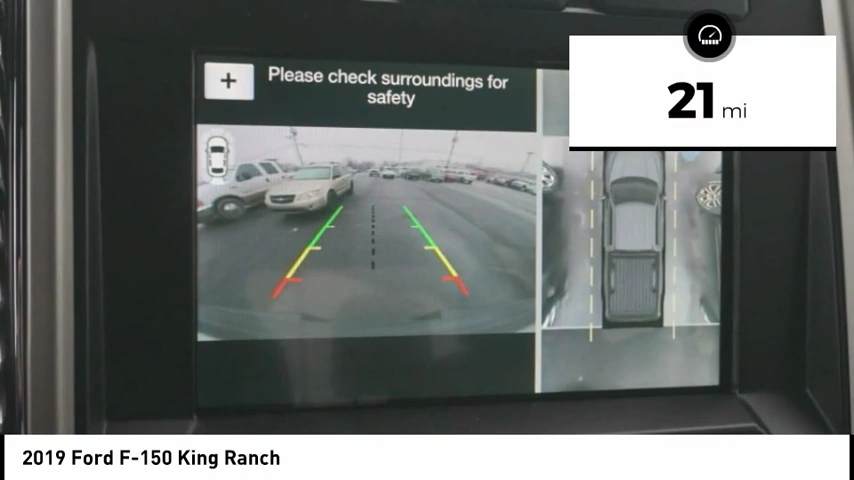 +
Please check surroundings for
safety
21 mi
2019 Ford F-150 King Ranch